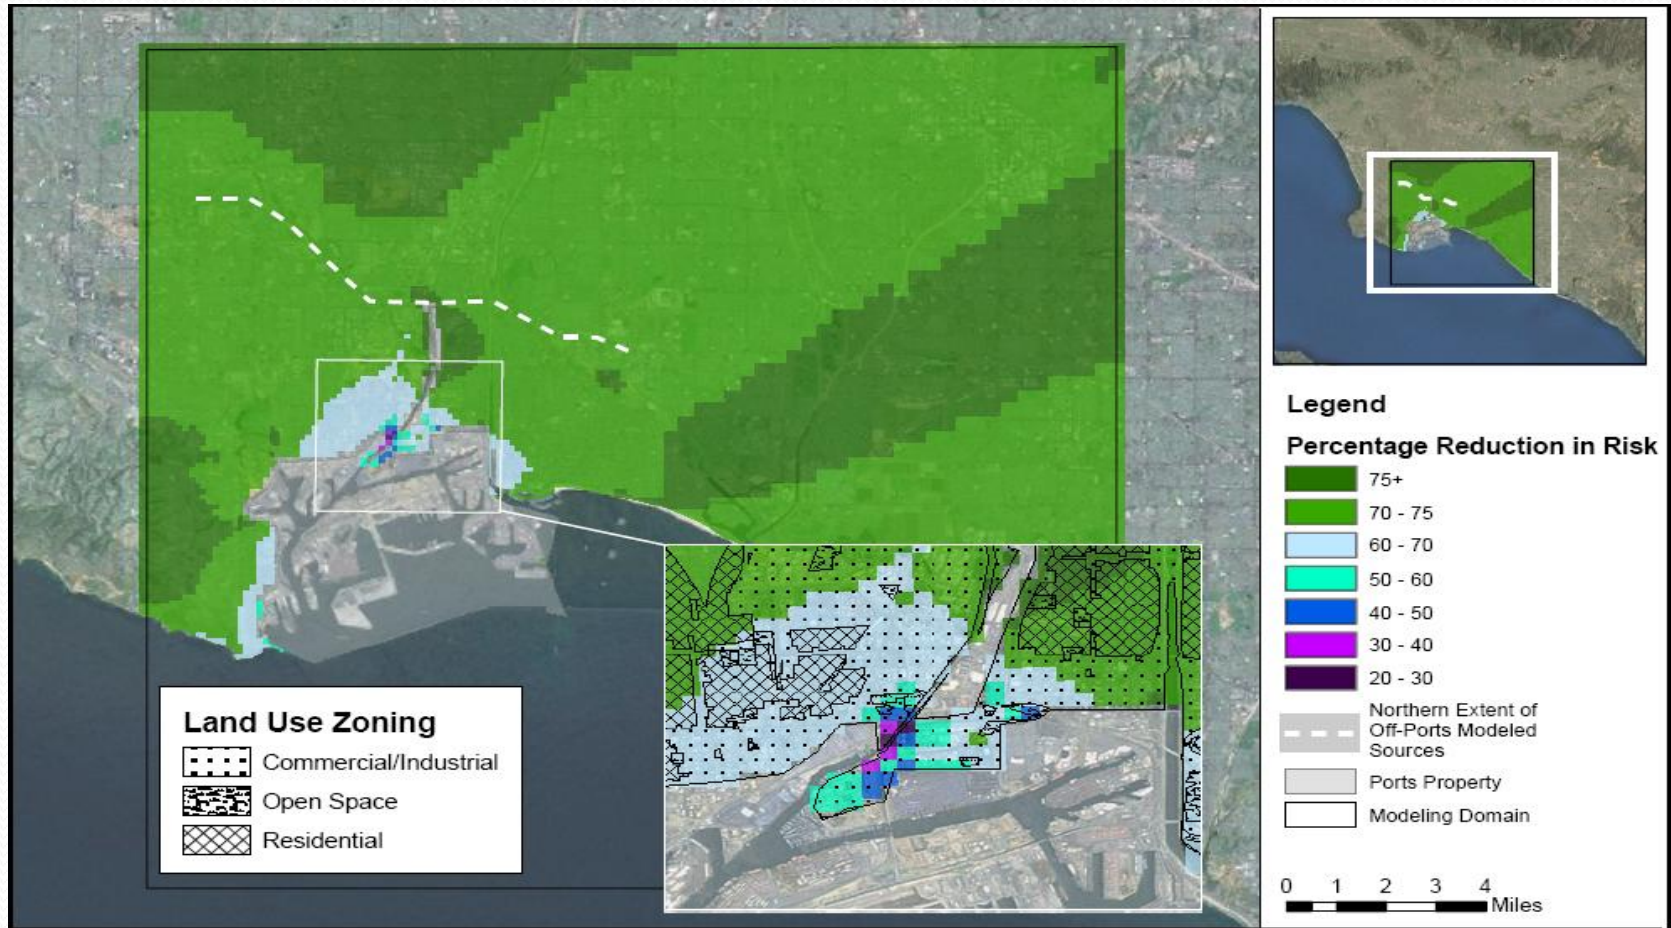 Land Use Zoning
Commercial/Industrial
Open Space
Residential
Legend
Percentage Reduction in Risk
75+
70 - 75
60 - 70
50 - 60
40 - 50
30 - 40
20 - 30
Northern Extent of
Off-Ports Modeled
Sources
Ports Property
Modeling Domain
0 1 2 3 4
Miles